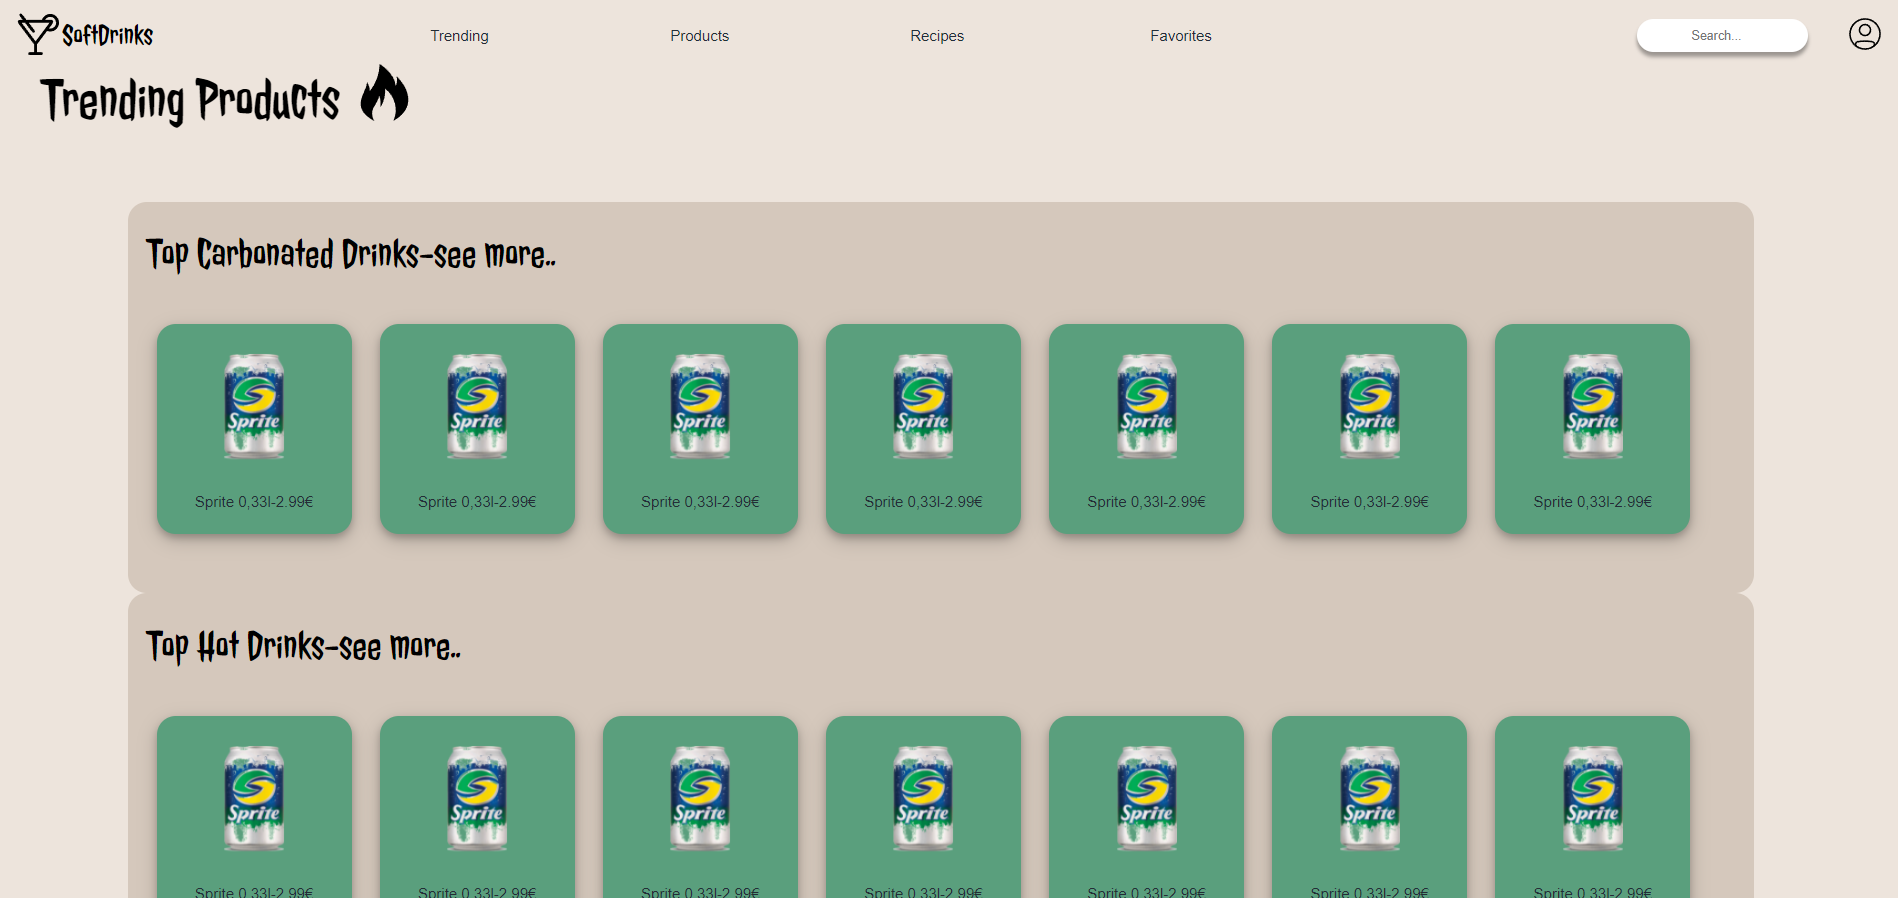 SoftDrinks
Trending Products Recipes Favorites
Search...
Trending Products
Top Carbonated Drinks-see more..
Sprite Sprite Sprite Sprite Sprite Sprite Sprite
Sprite 0,33l-2.99€ Sprite 0,33l-2.99€ Sprite 0,33l-2.99€ Sprite 0,33l-2.99€ Sprite 0,33l-2.99€ Sprite 0,33l-2.99€ Sprite 0,33l-2.99€
Top Hot Drinks-see more..
Sprite Sprite Sprite Sprite Sprite Sprite Sprite
Sprite 0,33l-2.99€ Sprite 0,33l-2.99€ Sprite 0,33l-2.99€ Sprite 0,33l-2.99€ Sprite 0,33l-2.99€ Sprite 0,33l-2.99€ Sprite 0,33l-2.99€